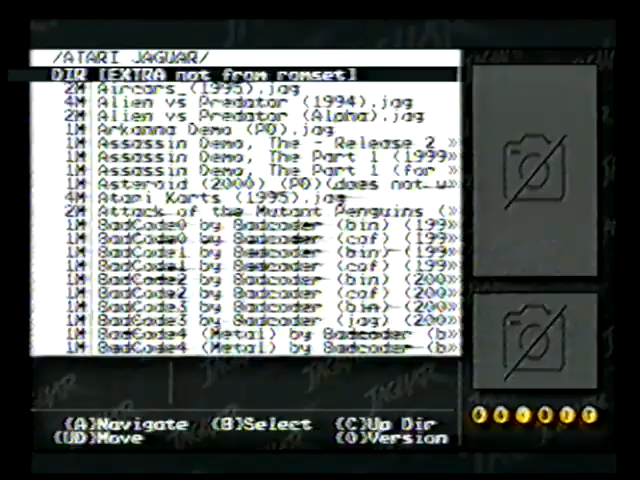 /ATARI JAGUAR/
DIR [EXTRA not from romset]
2M Aircars (1995).jag
4M Alien vs Predator (1994).jag
2M Alien vs Predator (Alpha).jag
1M Arkanna Demo (PD).jag
1M Assassin Demo, The - Release 2 »
1M Assassin Demo, The Part 1 (1999»
1M Assassin Demo, The Part 1 (for »
1M Asteroid (2000) (PD)(does not w»
4M Atari Karts (1995).jag
2M Attack of the Mutant Penguins (»
1M BadCode0 by Badcoder (bin) (199»
1M BadCode0 by Badcoder (cof) (199»
1M BadCode1 by Badcoder (bin) (199»
1M BadCode1 by Badcoder (cof) (199»
1M BadCode2 by Badcoder (bin) (200»
1M BadCode2 by Badcoder (cof) (200»
1M BadCode3 by Badcoder (bin) (200»
1M BadCode3 by Badcoder (jag) (200»
1M BadCode4 (Metal) by Badcoder (b»
1M BadCode4 (Metal) by Badcoder (b»
(A)Navigate (B)Select (C)Up Dir
(UD)Move (0)Version
JAGUAR